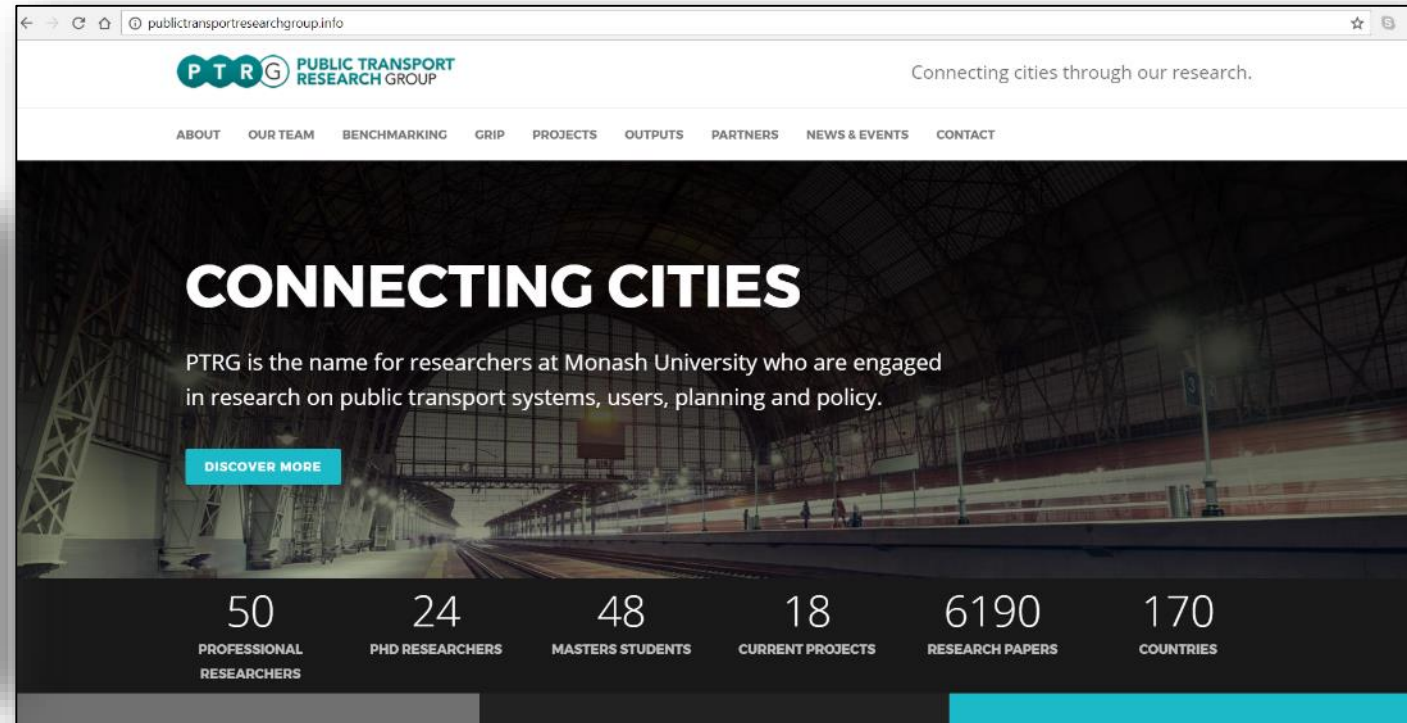 publictransportresearchgroup.info
PTRG PUBLIC TRANSPORT
RESEARCH GROUP
Connecting cities through our research.
ABOUT OUR TEAM BENCHMARKING GRIP PROJECTS OUTPUTS PARTNERS NEWS & EVENTS CONTACT
CONNECTING CITIES
PTRG is the name for researchers at Monash University who are engaged
in research on public transport systems, users, planning and policy.
DISCOVER MORE
50 24 48 18 6190 170
PROFESSIONAL PHD RESEARCHERS MASTERS STUDENTS CURRENT PROJECTS RESEARCH PAPERS COUNTRIES
RESEARCHERS